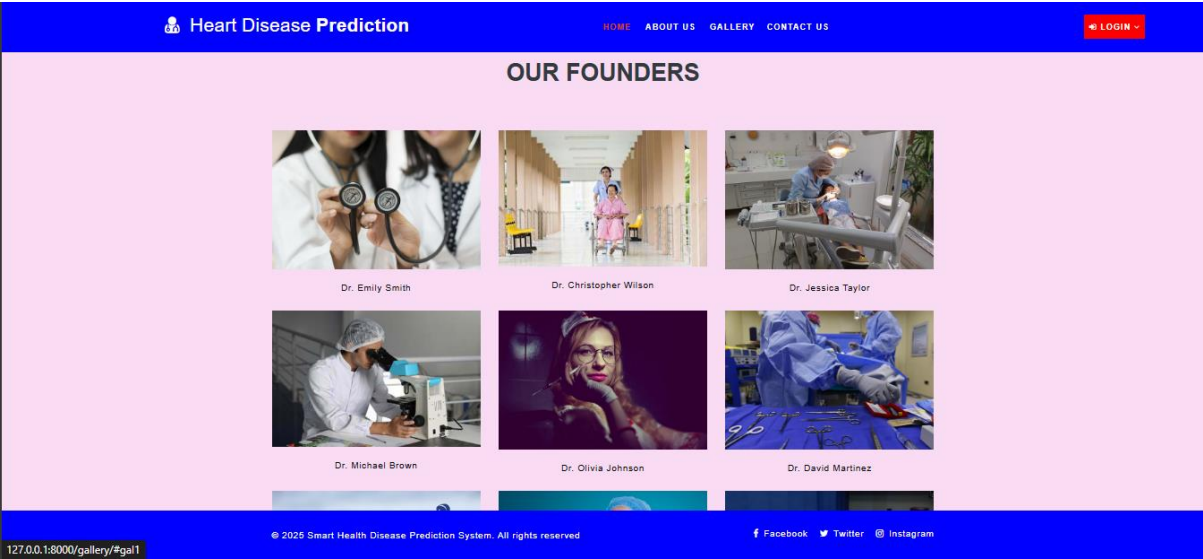 Heart Disease Prediction
HOME ABOUT US GALLERY CONTACT US
LOGIN
OUR FOUNDERS
Dr. Emily Smith
Dr. Christopher Wilson
Dr. Jessica Taylor
Dr. Michael Brown
Dr. Olivia Johnson
Dr. David Martinez
© 2025 Smart Health Disease Prediction System. All rights reserved
Facebook Twitter Instagram
127.0.0.1:8000/gallery/#gal1